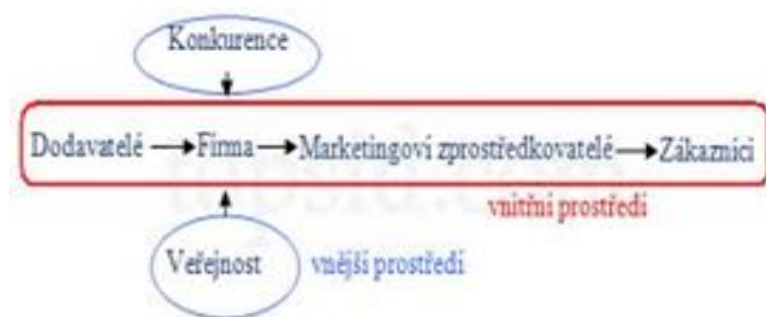 Konkurence
Dodavatelé Firma Marketingoví zprostředkovatelé Zákazníci
vnitřní prostředí
Veřejnost vnější prostředí